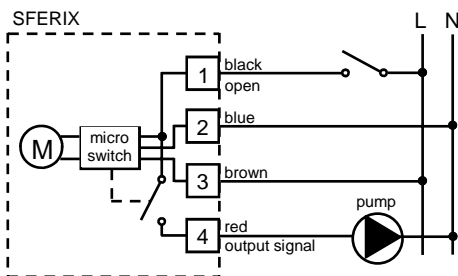 SFERIX
L N
1 black
open
2 blue
micro
switch
M
3 brown
pump
4 red
output signal